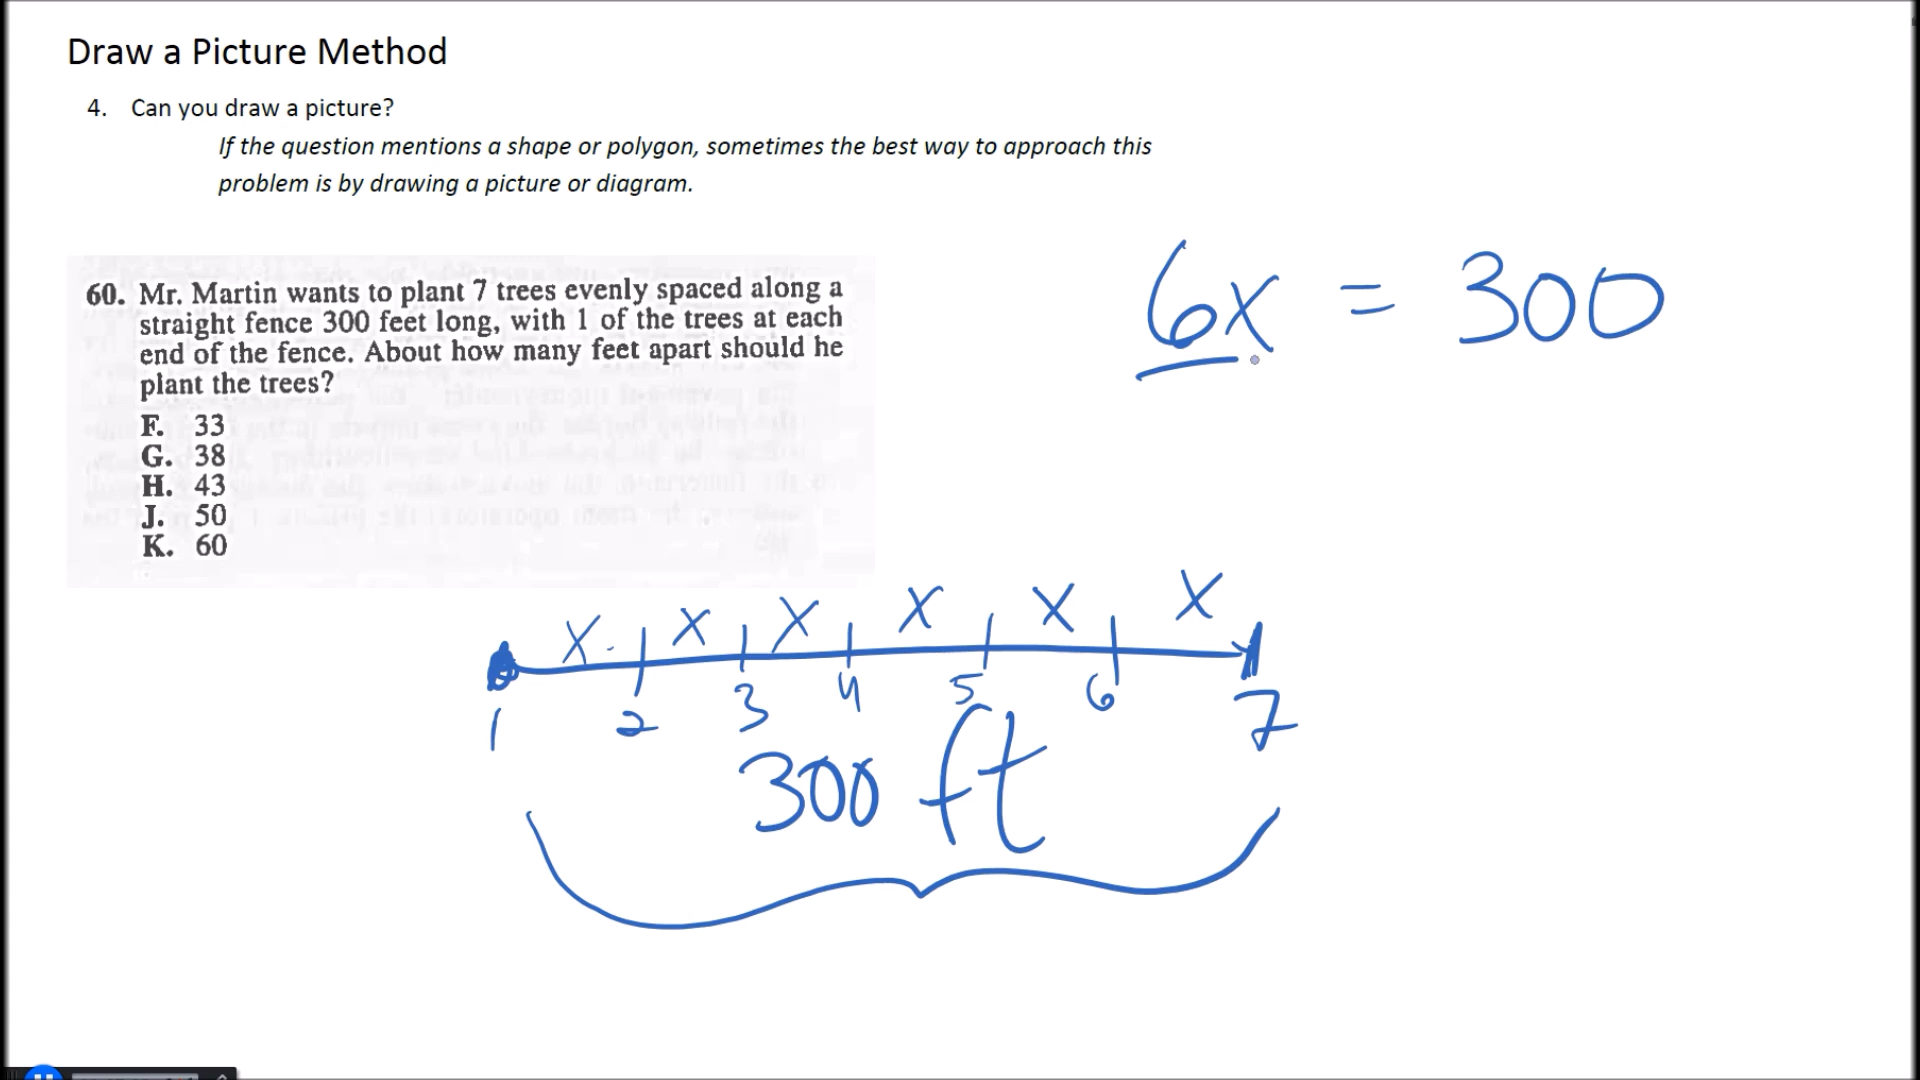 Draw a Picture Method
4. Can you draw a picture?
If the question mentions a shape or polygon, sometimes the best way to approach this
problem is by drawing a picture or diagram.
6x = 300
60. Mr. Martin wants to plant 7 trees evenly spaced along a
straight fence 300 feet long, with 1 of the trees at each
end of the fence. About how many feet apart should he
plant the trees?
F. 33
G. 38
H. 43
J. 50
K. 60
x x x x x x
1 2 3 4 5 6 7
300 ft